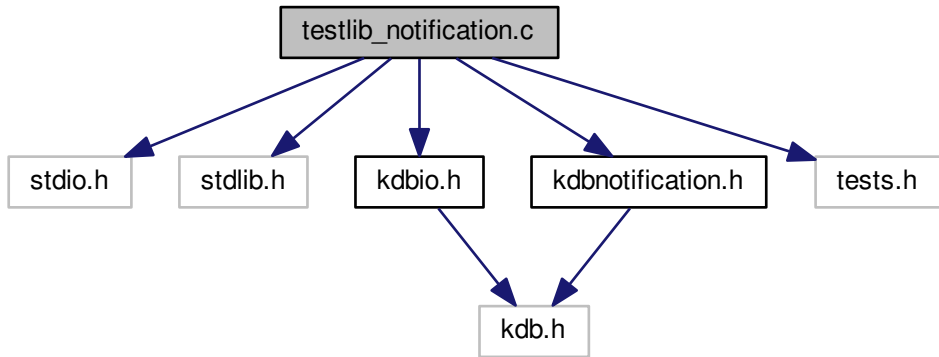 testlib_notification.c
stdio.h
stdlib.h
kdbio.h
kdbnotification.h
tests.h
kdb.h